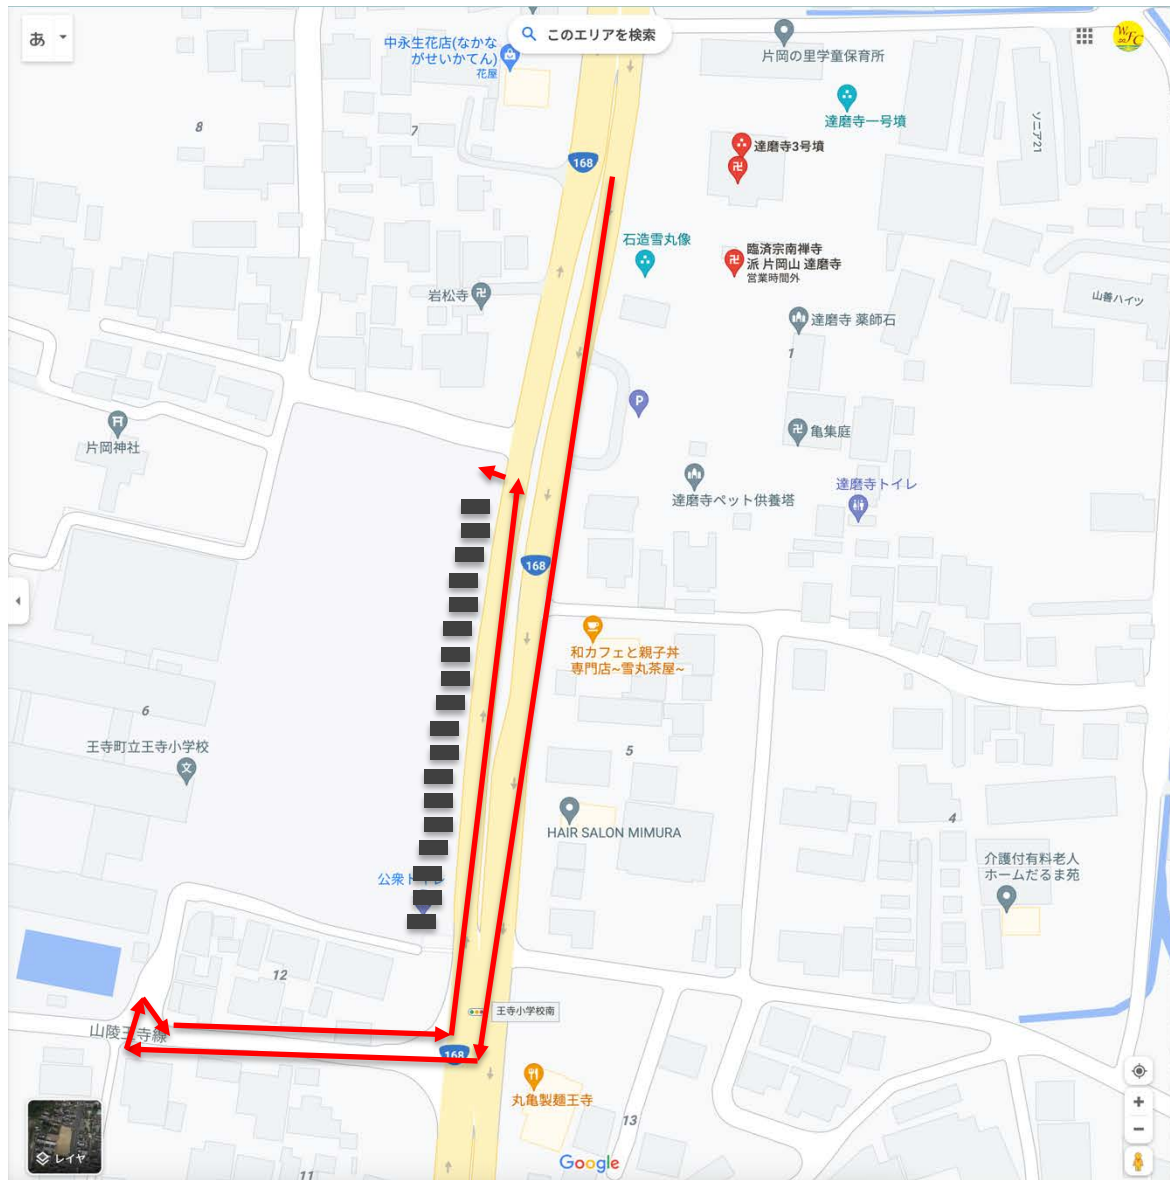 あ
このエリアを検索
中永生花店(なかな
がせいかてん)
花屋
片岡の里学童保育所
達磨寺一号墳
ソニア21
8
7
168
達磨寺3号墳
石造雪丸像
臨済宗南禅寺
派 片岡山 達磨寺
営業時間外
岩松寺
山善ハイツ
達磨寺 薬師石
1
P
片岡神社
亀集庭
達磨寺ペット供養塔
達磨寺トイレ
168
和カフェと親子丼
専門店~雪丸茶屋~
6
王寺町立王寺小学校
文
5
HAIR SALON MIMURA
4
介護付有料老人
ホームだるま苑
公衆トイレ
12
王寺小学校南
山陵王寺線
168
丸亀製麺王寺
13
レイヤ
11
Google